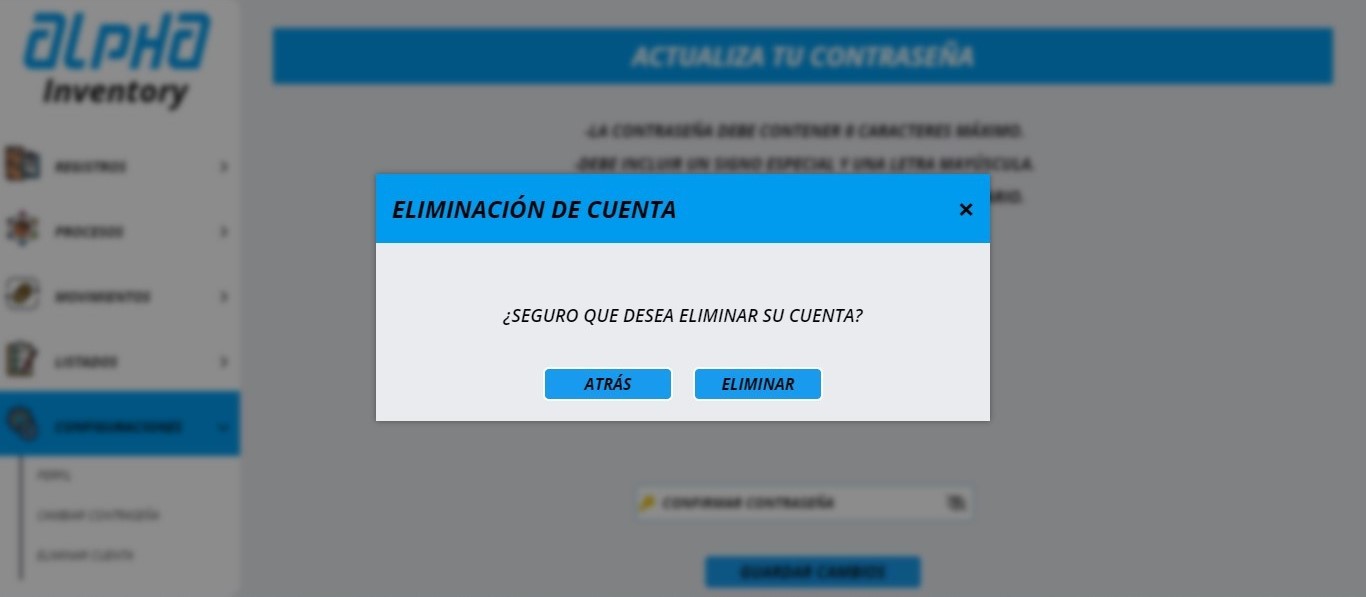 ALPHA
Inventory
ACTUALIZA TU CONTRASEÑA
-LA CONTRASEÑA DEBE CONTENER 8 CARACTERES MÁXIMO.
-DEBE INCLUIR UN SIGNO ESPECIAL Y UNA LETRA MAYÚSCULA.
REGISTROS
PROCESOS
MOVIMIENTOS
LISTADOS
CONFIGURACIONES
PERFIL
CAMBIAR CONTRASEÑA
ELIMINAR CUENTA
ELIMINACIÓN DE CUENTA ×
¿SEGURO QUE DESEA ELIMINAR SU CUENTA?
ATRÁS ELIMINAR
CONFIRMAR CONTRASEÑA
GUARDAR CAMBIOS